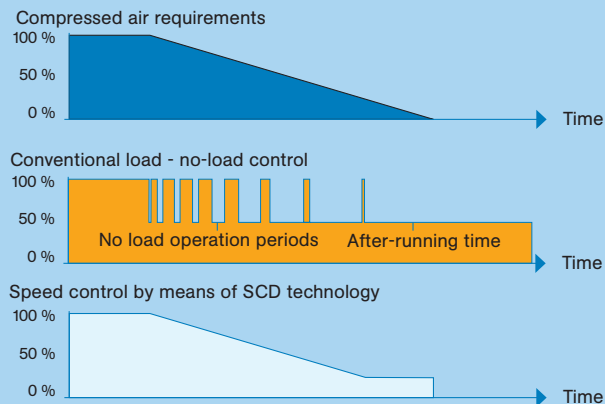 Compressed air requirements
100 %
50 %
0 %
Time
Conventional load - no-load control
100 %
50 %
No load operation periods
After-running time
0 %
Time
Speed control by means of SCD technology
100 %
50 %
0 %
Time